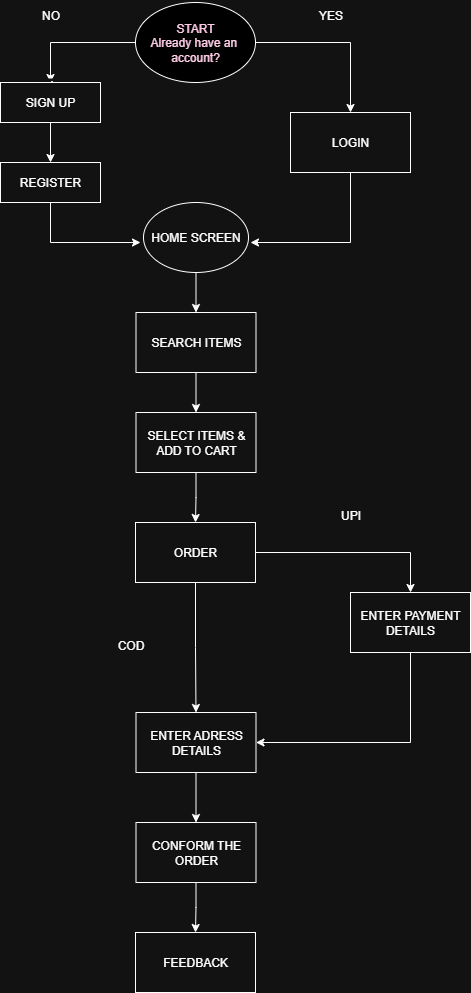 NO
YES
START
Already have an
account?
SIGN UP
LOGIN
REGISTER
HOME SCREEN
SEARCH ITEMS
SELECT ITEMS &
ADD TO CART
UPI
ORDER
ENTER PAYMENT
DETAILS
COD
ENTER ADRESS
DETAILS
CONFORM THE
ORDER
FEEDBACK